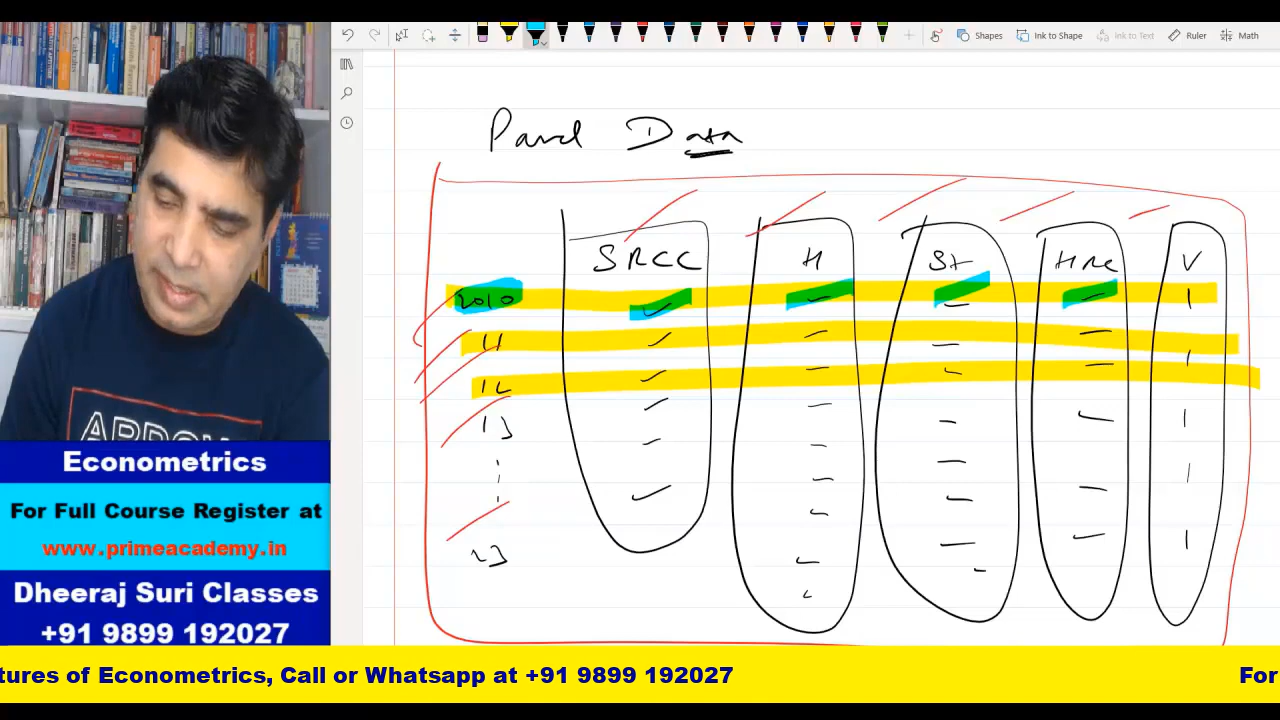 Shapes Ink to Shape Ink to Text Ruler Math
Panel Data
SRCC H St HRC V
2010
11
12
13
23
Econometrics
For Full Course Register at
www.primeacademy.in
Dheeraj Suri Classes
+91 9899 192027
tures of Econometrics, Call or Whatsapp at +91 9899 192027 For